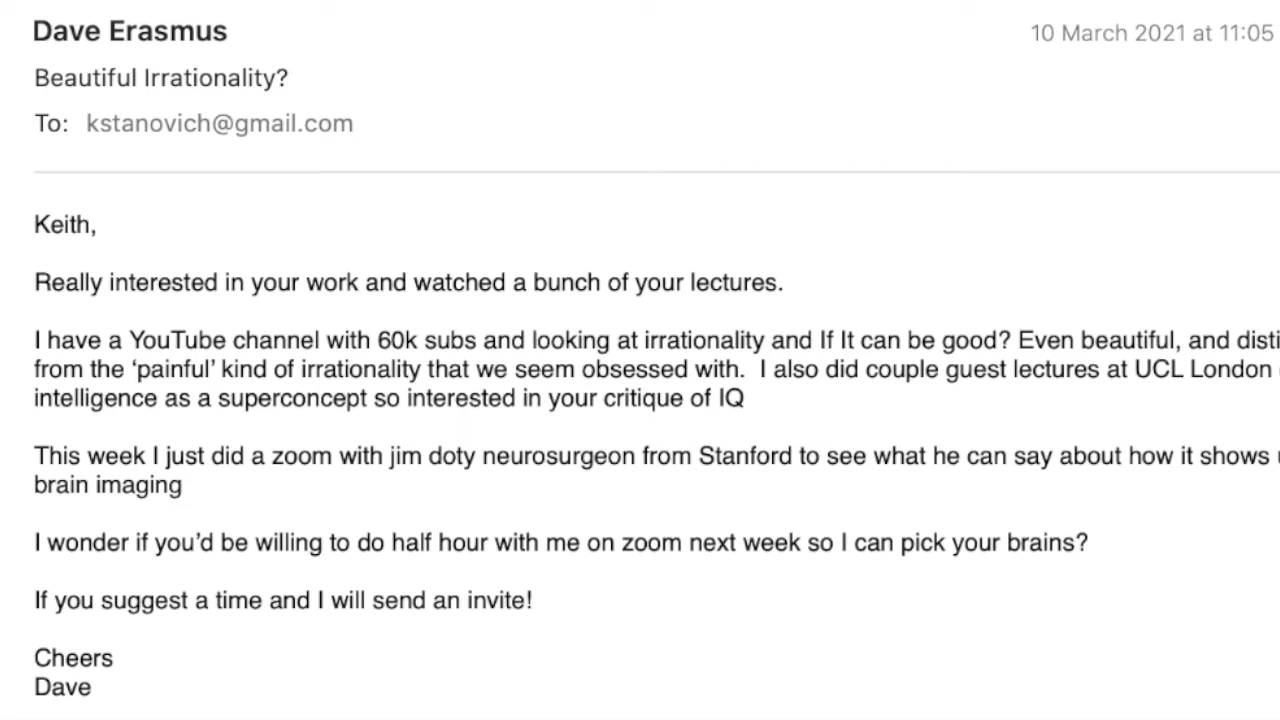 Dave Erasmus
10 March 2021 at 11:05
Beautiful Irrationality?
To: kstanovich@gmail.com
Keith,
Really interested in your work and watched a bunch of your lectures.
I have a YouTube channel with 60k subs and looking at irrationality and If It can be good? Even beautiful, and
from the ‘painful’ kind of irrationality that we seem obsessed with. I also did couple guest lectures at UCL London
intelligence as a superconcept so interested in your critique of IQ
This week I just did a zoom with jim doty neurosurgeon from Stanford to see what he can say about how it shows
brain imaging
I wonder if you’d be willing to do half hour with me on zoom next week so I can pick your brains?
If you suggest a time and I will send an invite!
Cheers
Dave